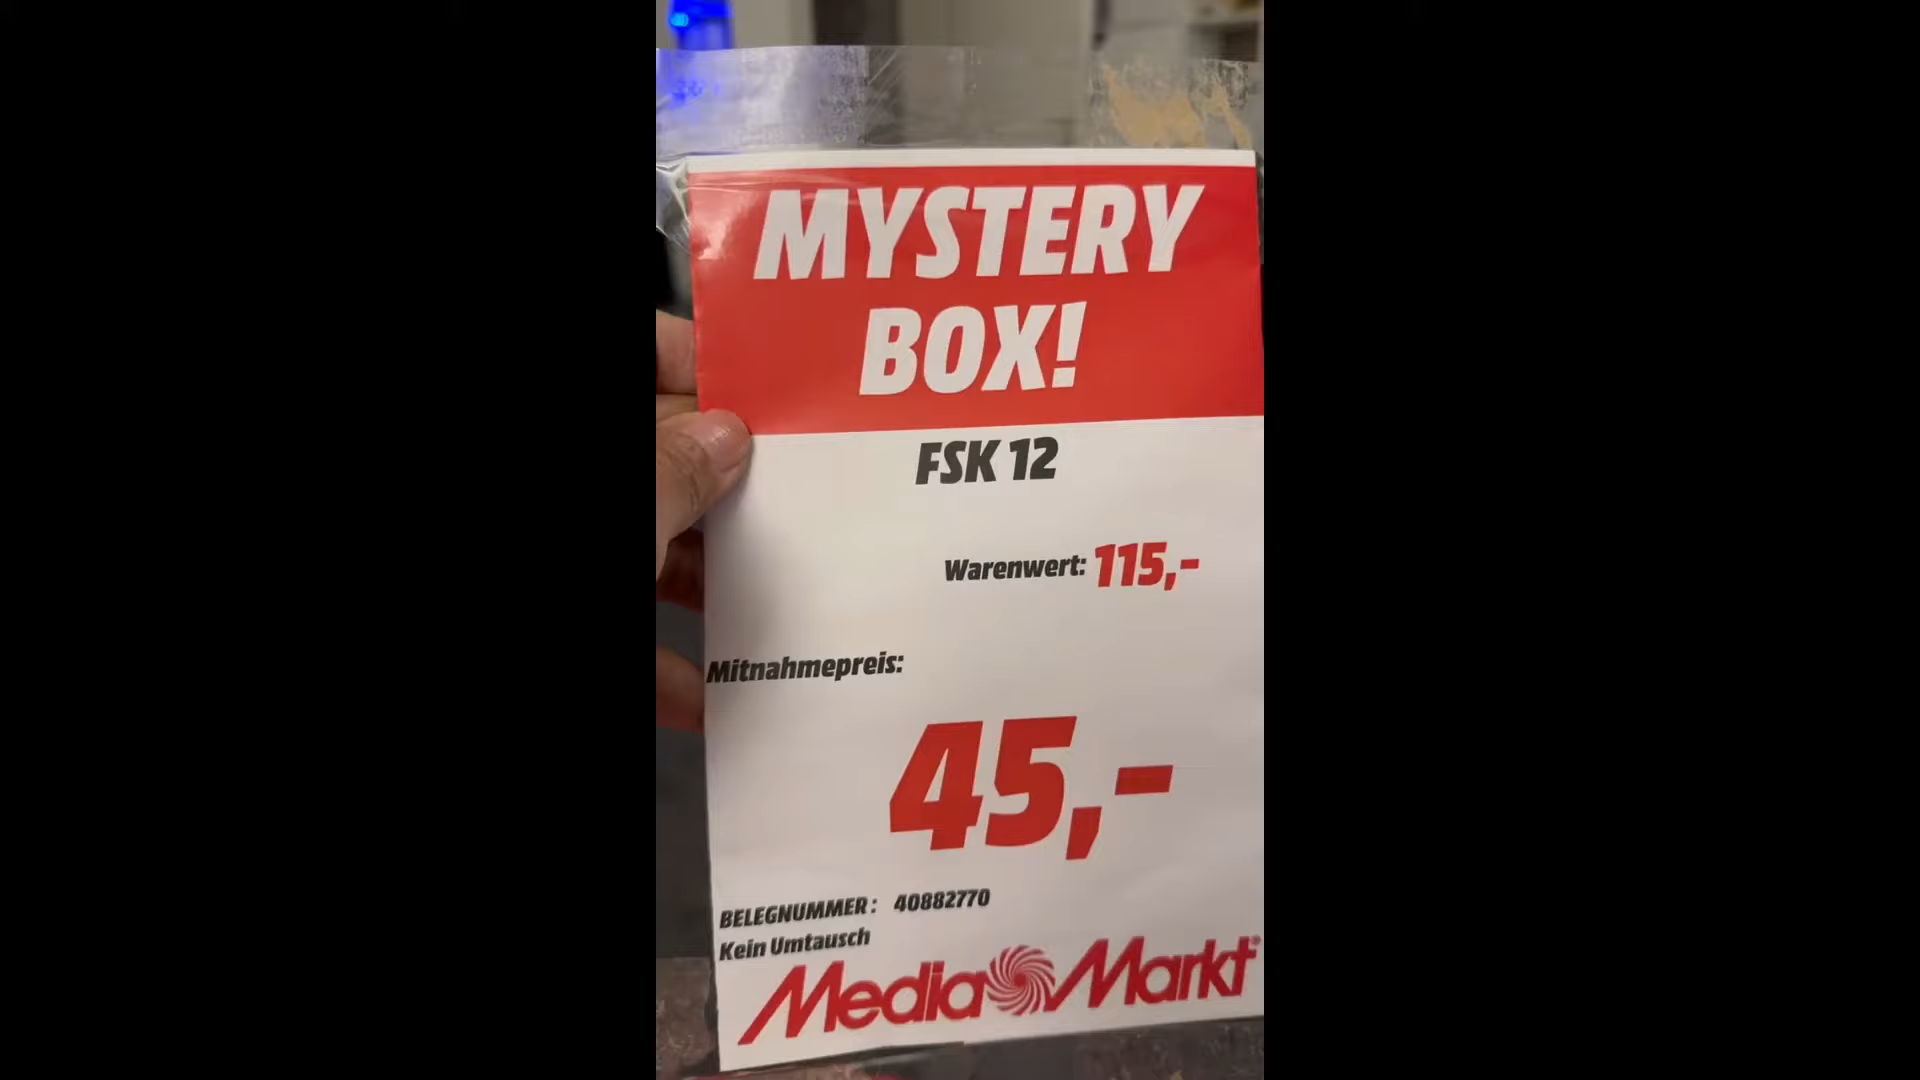 MYSTERY
BOX!
FSK 12
Warenwert: 115,-
Mitnahmepreis:
45,-
BELEGNUMMER: 40882770
Kein Umtausch
MediaMarkt®